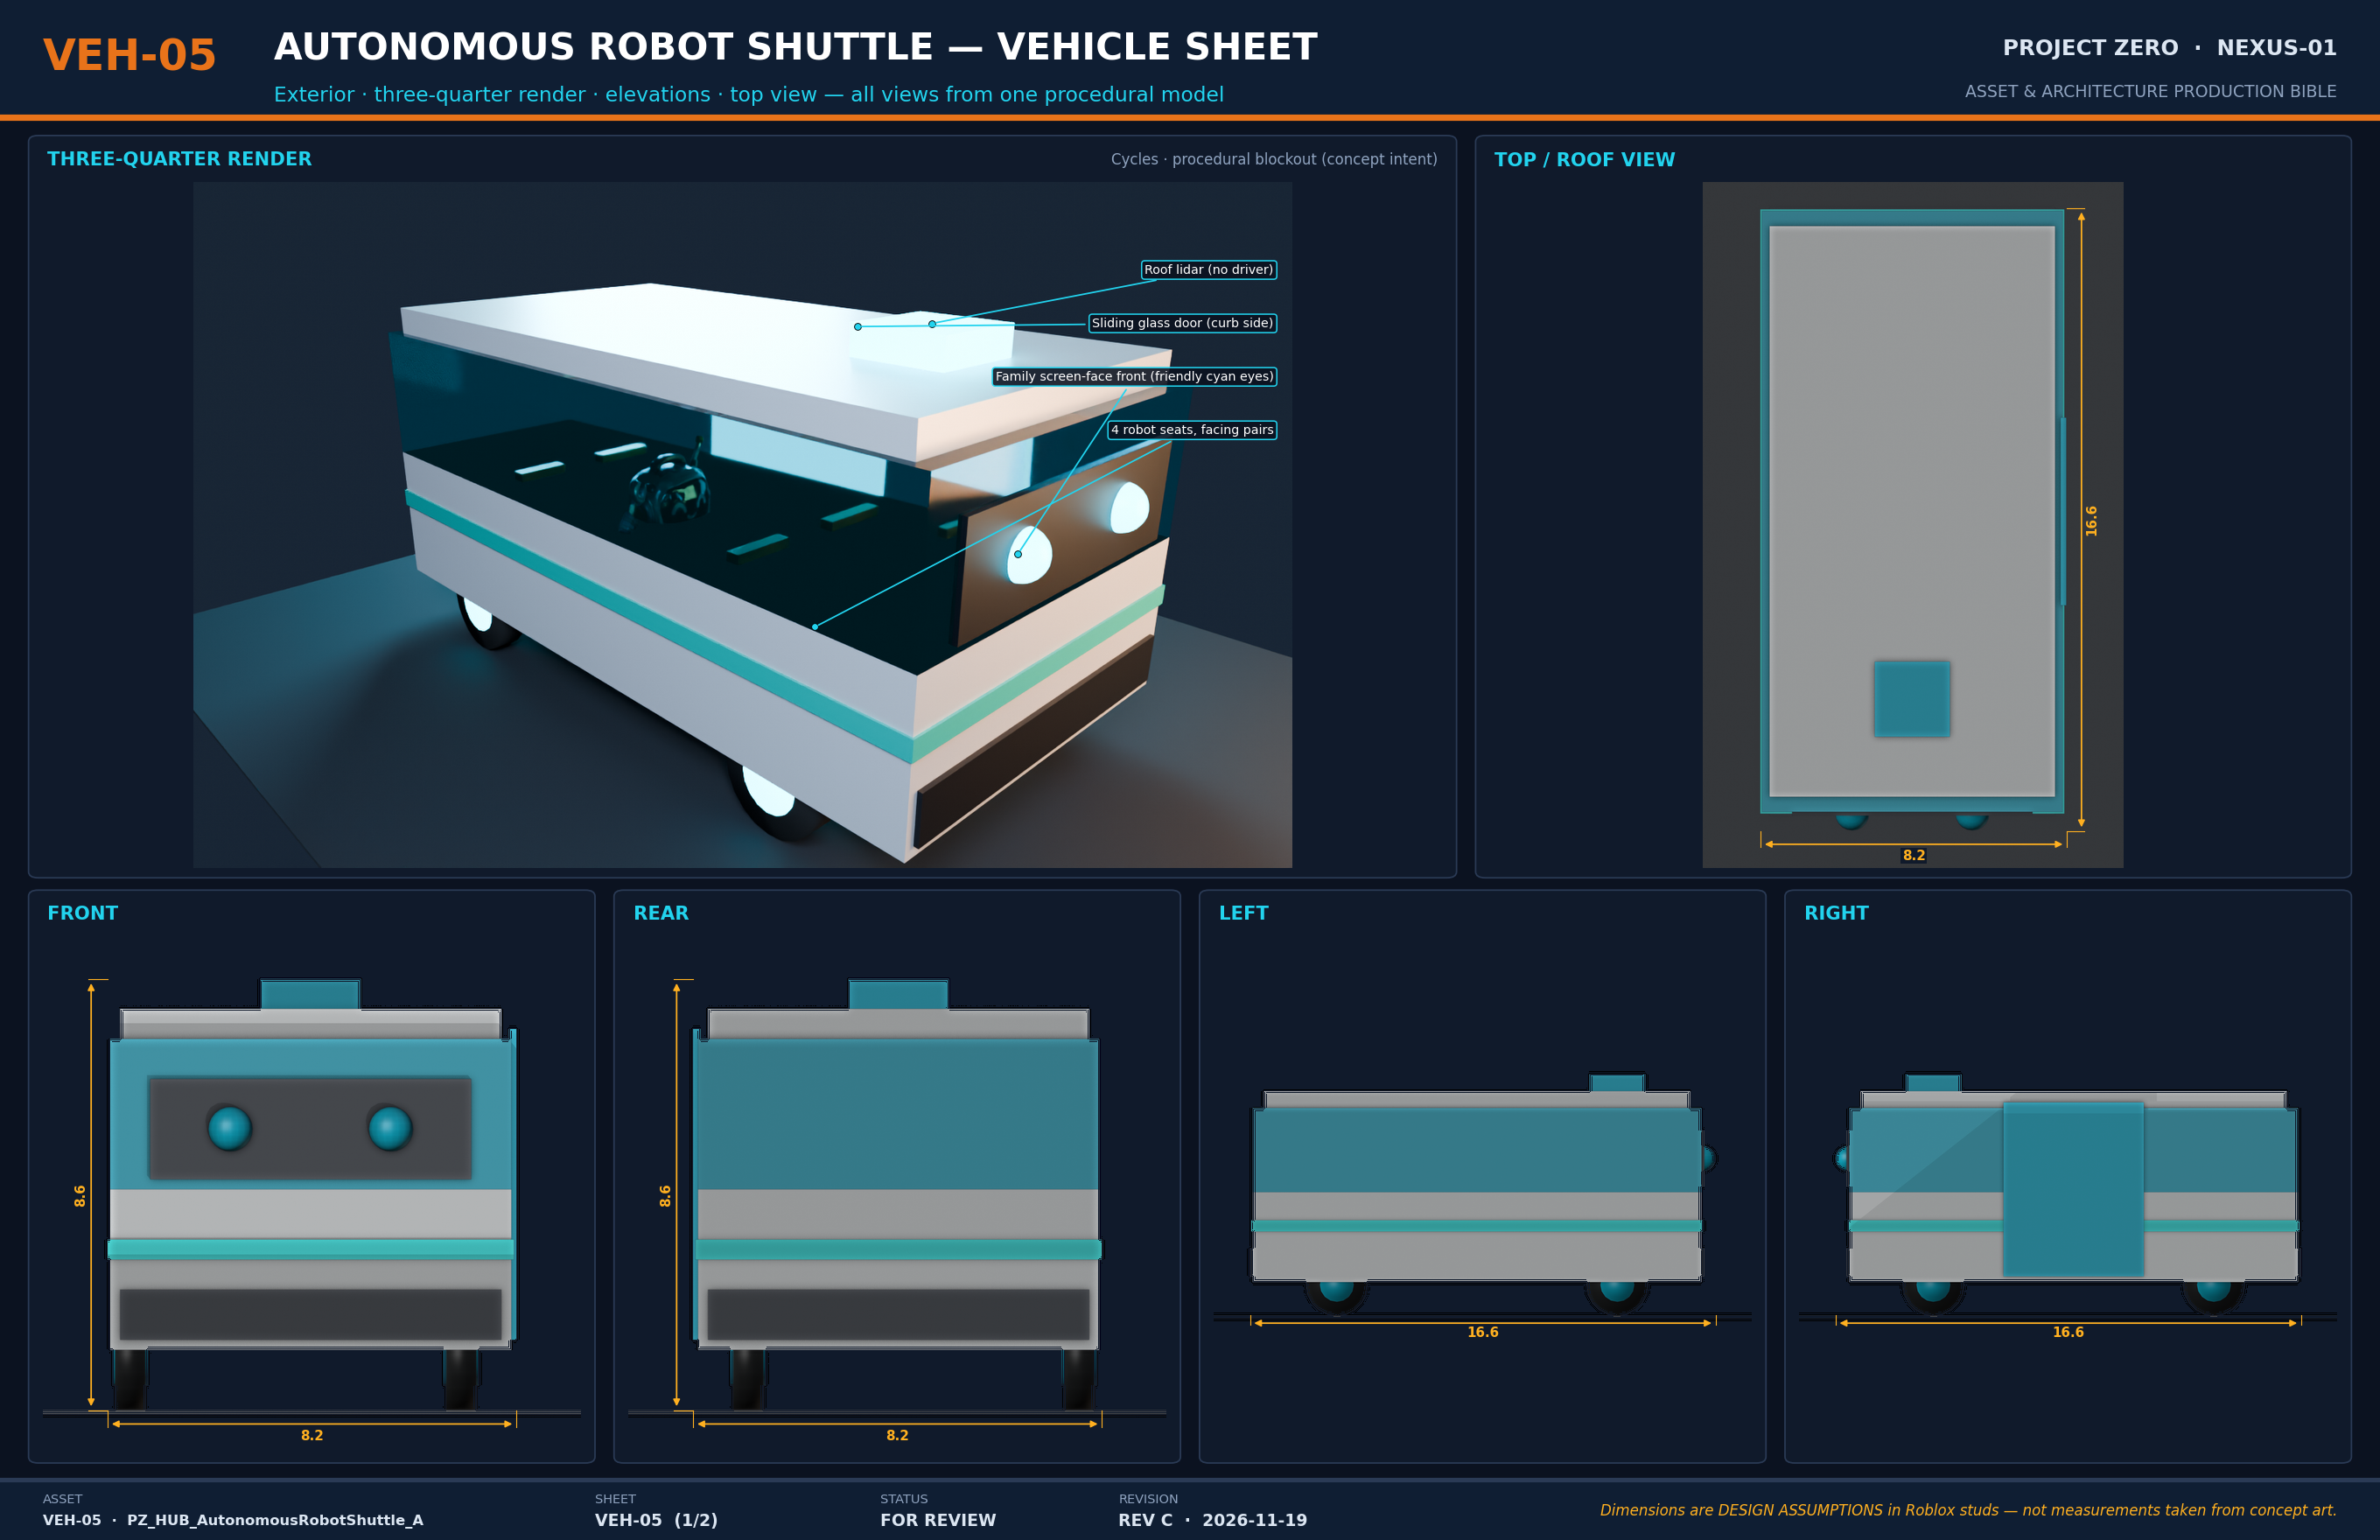 VEH-05
AUTONOMOUS ROBOT SHUTTLE — VEHICLE SHEET
Exterior · three-quarter render · elevations · top view — all views from one procedural model
PROJECT ZERO · NEXUS-01
ASSET & ARCHITECTURE PRODUCTION BIBLE
THREE-QUARTER RENDER
Cycles · procedural blockout (concept intent)
Roof lidar (no driver)
Sliding glass door (curb side)
Family screen-face front (friendly cyan eyes)
4 robot seats, facing pairs
TOP / ROOF VIEW
16.6
8.2
FRONT
8.6
8.2
REAR
8.6
8.2
LEFT
16.6
RIGHT
16.6
ASSET
VEH-05 · PZ_HUB_AutonomousRobotShuttle_A
SHEET
VEH-05 (1/2)
STATUS
FOR REVIEW
REVISION
REV C · 2026-11-19
Dimensions are DESIGN ASSUMPTIONS in Roblox studs — not measurements taken from concept art.